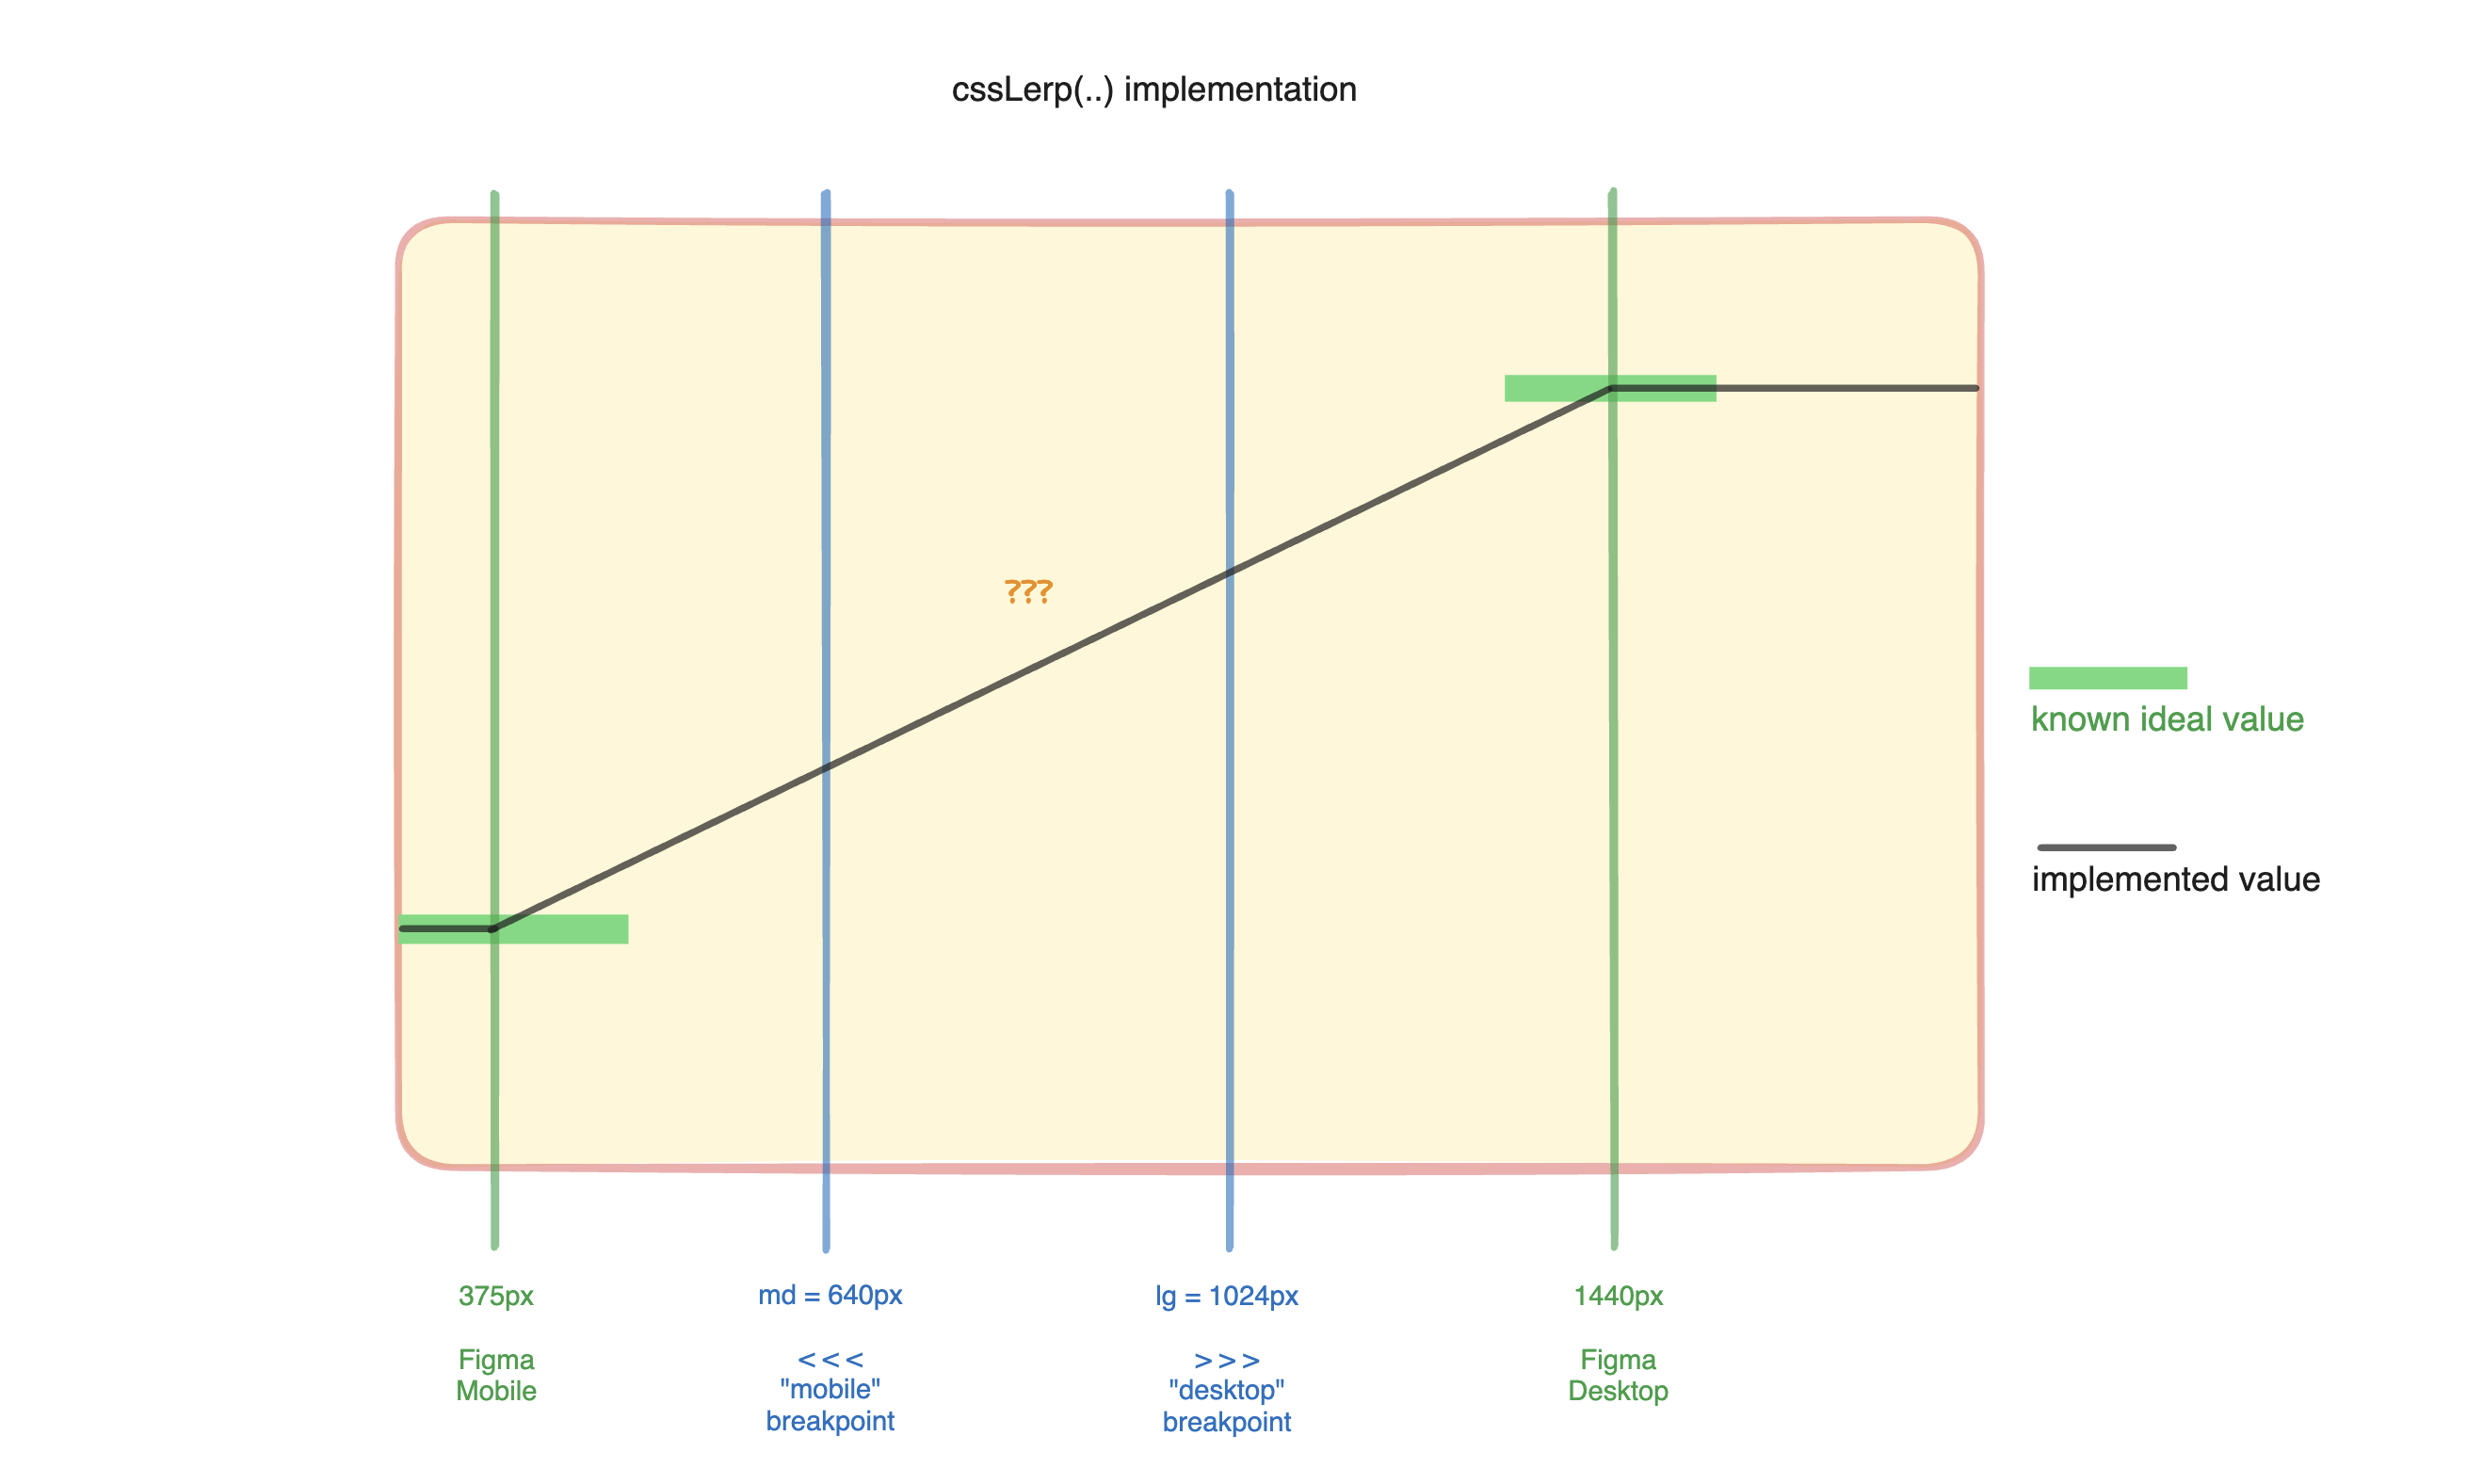 cssLerp(..) implementation
???
known ideal value
implemented value
375px
md = 640px
lg = 1024px
1440px
Figma
Mobile
<<<
"mobile"
breakpoint
>>>
"desktop"
breakpoint
Figma
Desktop